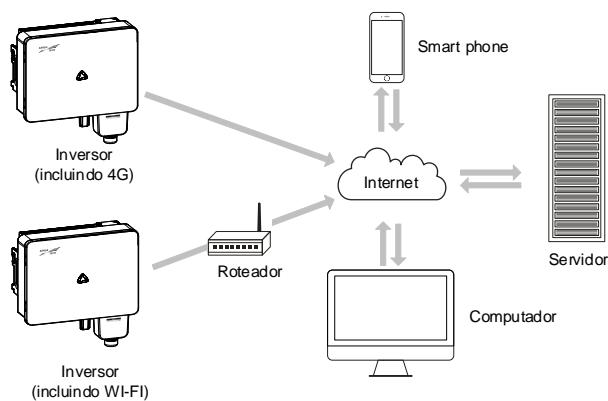 Smart phone
Inversor
(incluindo 4G)
Internet
Roteador
Servidor
Computador
Inversor
(incluindo WI-FI)